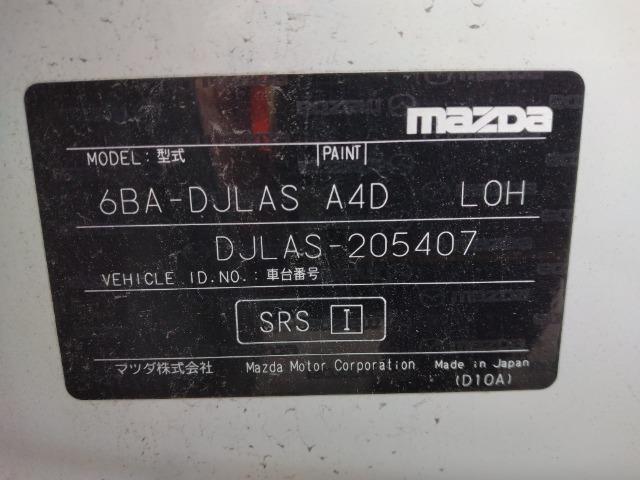 mazDa
MODEL: 型式 PAINT
6BA-DJLAS A4D LOH
DJLAS-205407
VEHICLE ID.NO.: 車台番号
SRS I
マツダ株式会社 Mazda Motor Corporation Made in Japan
(D10A)